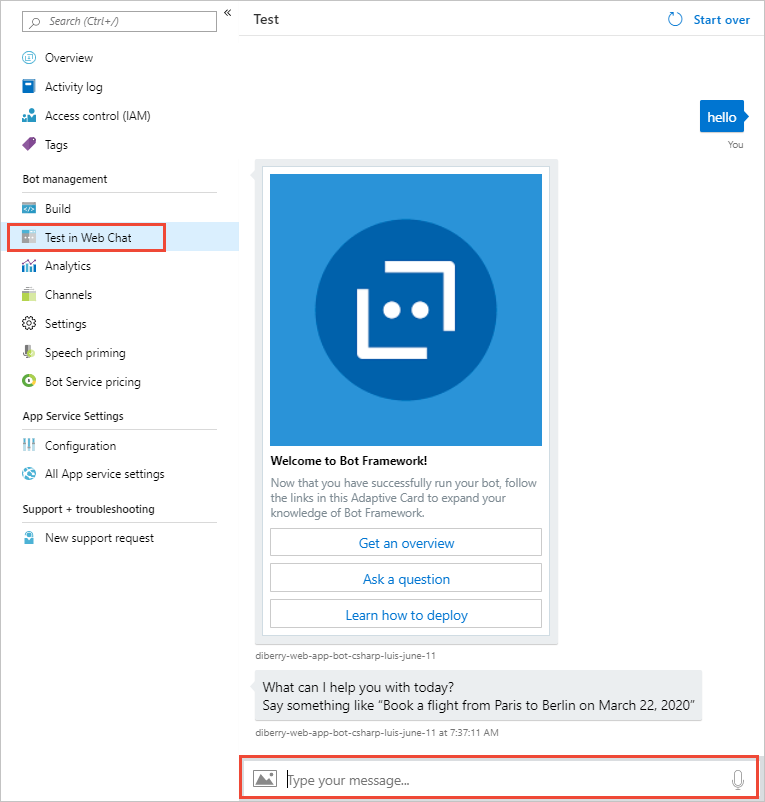 Search (Ctrl+/)
«
Overview
Activity log
Access control (IAM)
Tags
Bot management
Build
Test in Web Chat
Analytics
Channels
Settings
Speech priming
Bot Service pricing
App Service Settings
Configuration
All App service settings
Support + troubleshooting
New support request
Test
Start over
hello
You
Welcome to Bot Framework!
Now that you have successfully run your bot, follow
the links in this Adaptive Card to expand your
knowledge of Bot Framework.
Get an overview
Ask a question
Learn how to deploy
diberry-web-app-bot-csharp-luis-june-11
What can I help you with today?
Say something like “Book a flight from Paris to Berlin on March 22, 2020”
diberry-web-app-bot-csharp-luis-june-11 at 7:37:11 AM
Type your message...